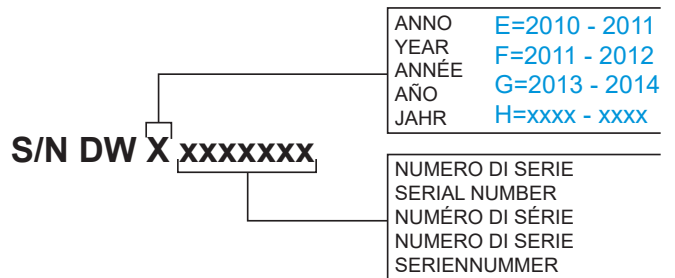 ANNO
YEAR
ANNÉE
AÑO
JAHR
E=2010 - 2011
F=2011 - 2012
G=2013 - 2014
H=xxxx - xxxx
S/N DW X xxxxxxx
NUMERO DI SERIE
SERIAL NUMBER
NUMÉRO DI SÉRIE
NUMERO DI SERIE
SERIENNUMMER